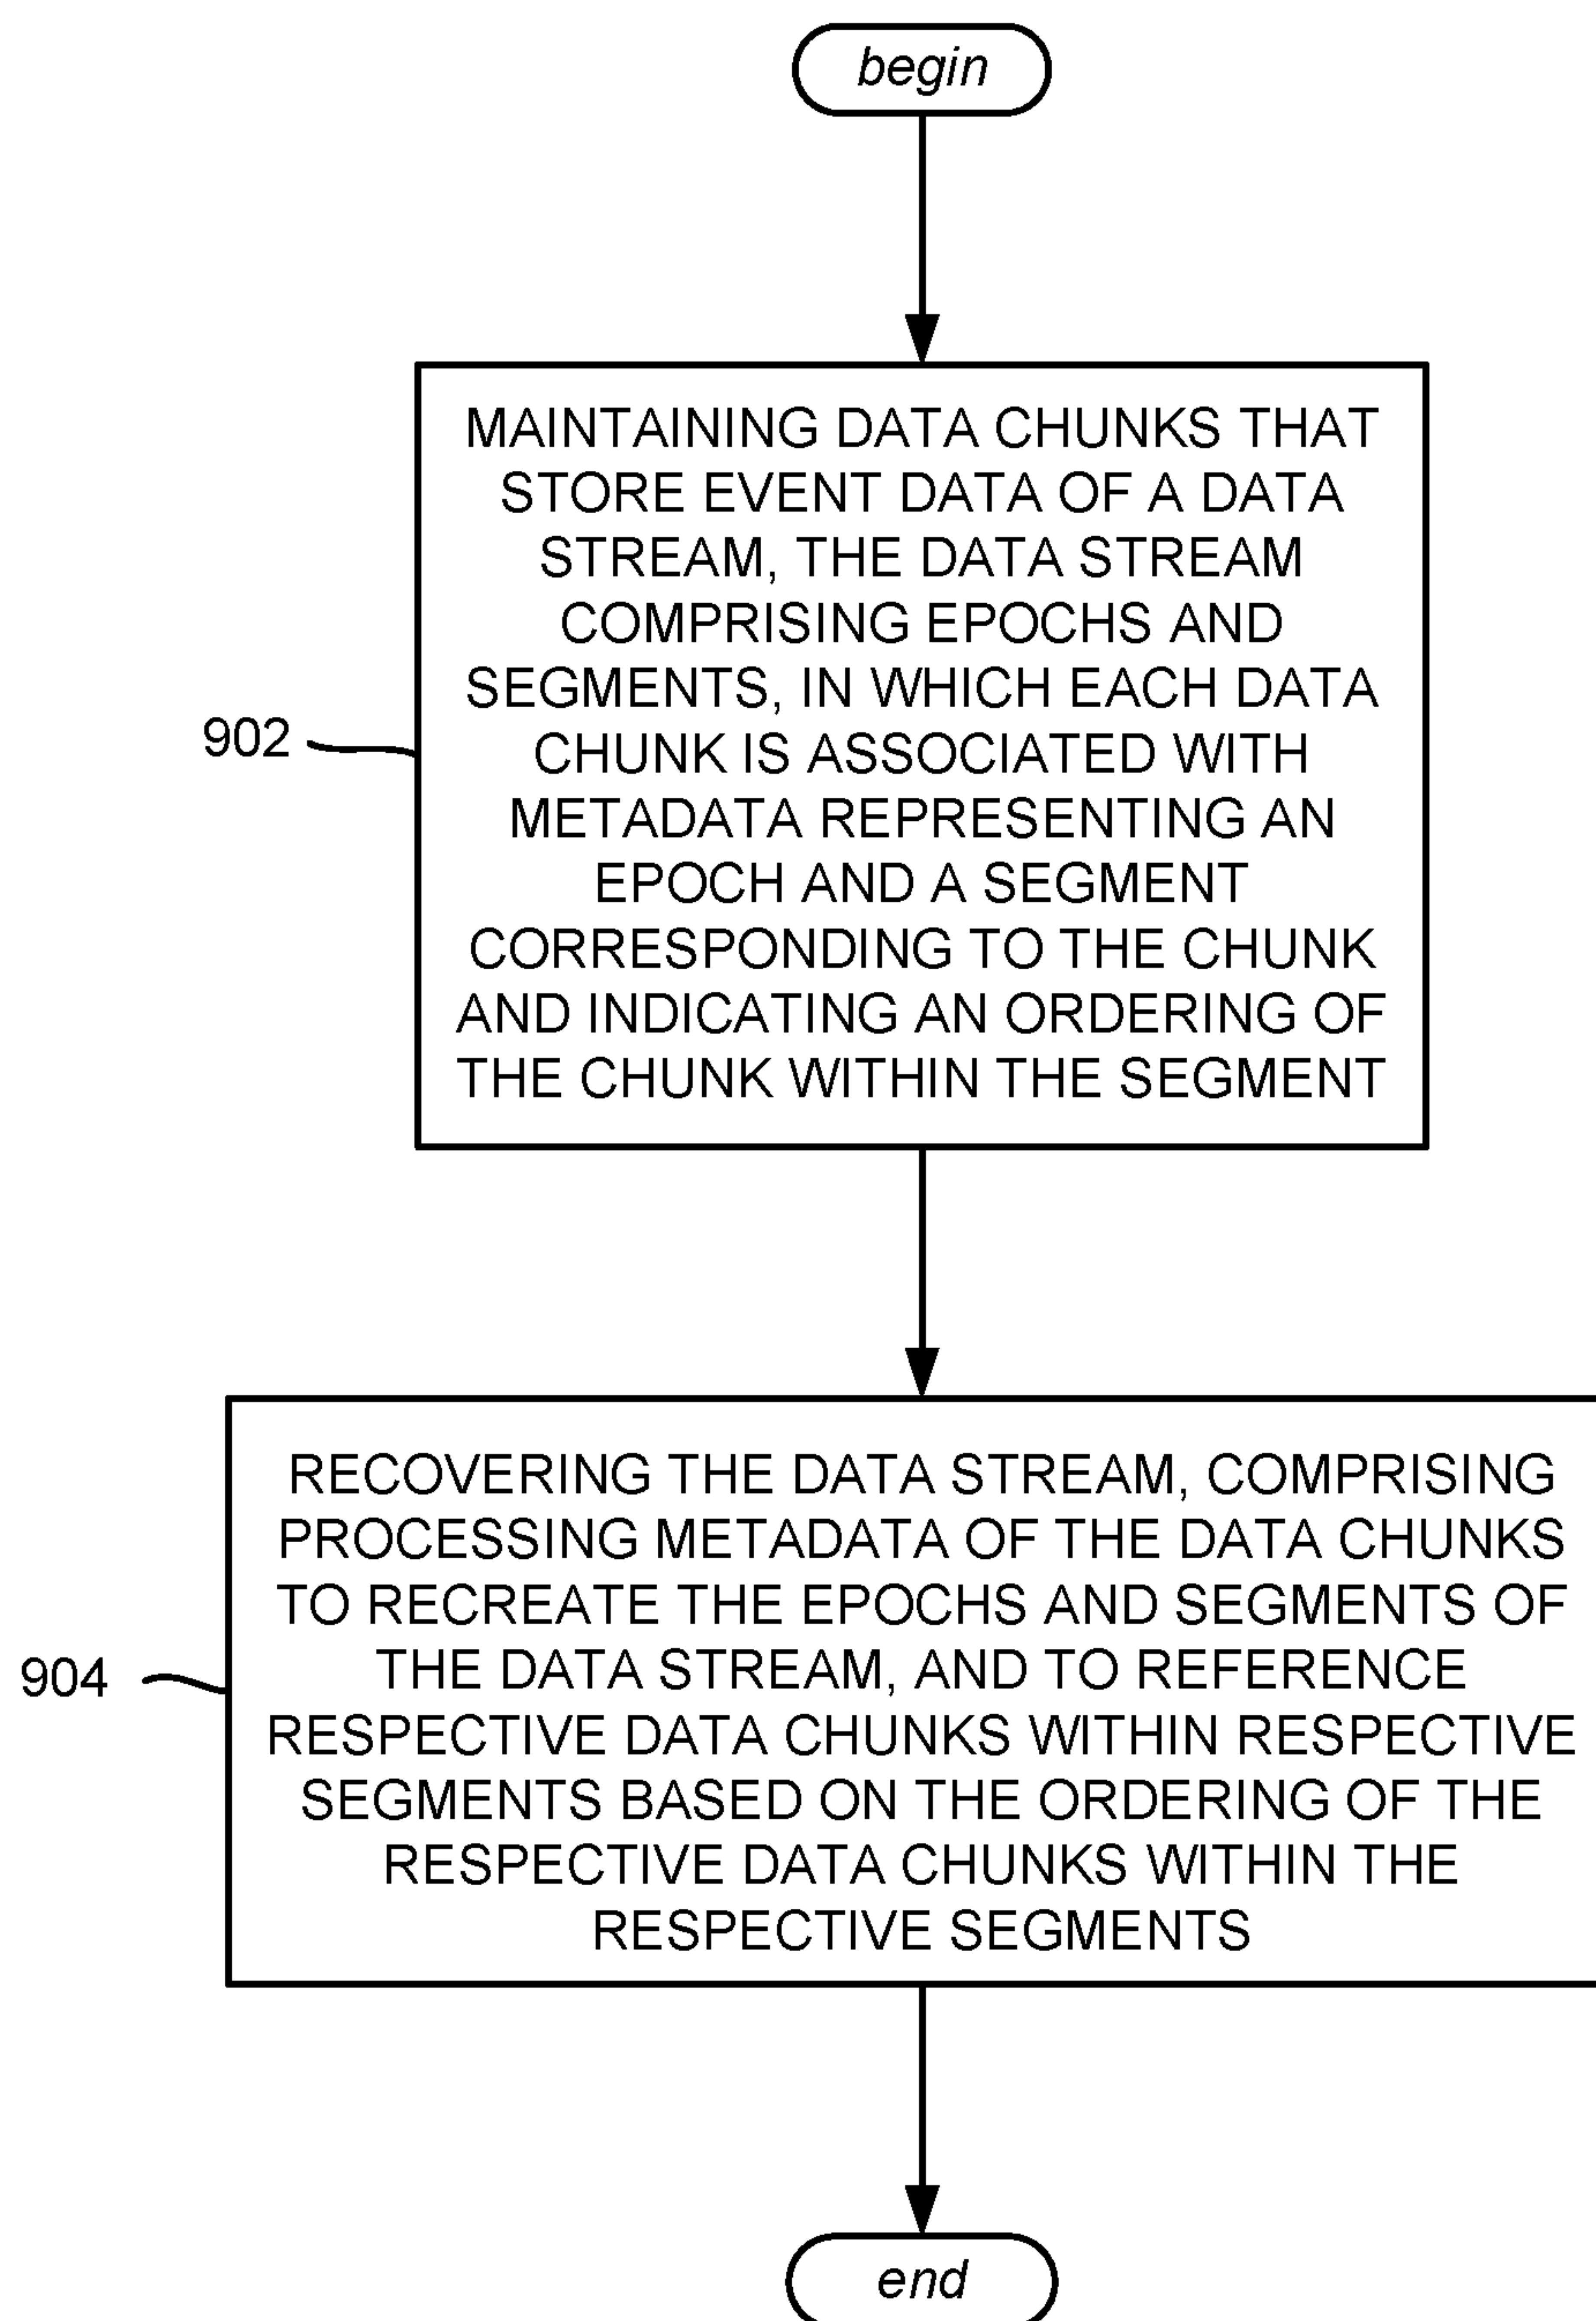 begin
MAINTAINING DATA CHUNKS THAT
STORE EVENT DATA OF A DATA
STREAM, THE DATA STREAM
COMPRISING EPOCHS AND
SEGMENTS, IN WHICH EACH DATA
902
CHUNK IS ASSOCIATED WITH
METADATA REPRESENTING AN
EPOCH AND A SEGMENT
CORRESPONDING TO THE CHUNK
AND INDICATING AN ORDERING OF
THE CHUNK WITHIN THE SEGMENT
RECOVERING THE DATA STREAM, COMPRISING
PROCESSING METADATA OF THE DATA CHUNKS
TO RECREATE THE EPOCHS AND SEGMENTS OF
THE DATA STREAM, AND TO REFERENCE
904
RESPECTIVE DATA CHUNKS WITHIN RESPECTIVE
SEGMENTS BASED ON THE ORDERING OF THE
RESPECTIVE DATA CHUNKS WITHIN THE
RESPECTIVE SEGMENTS
end